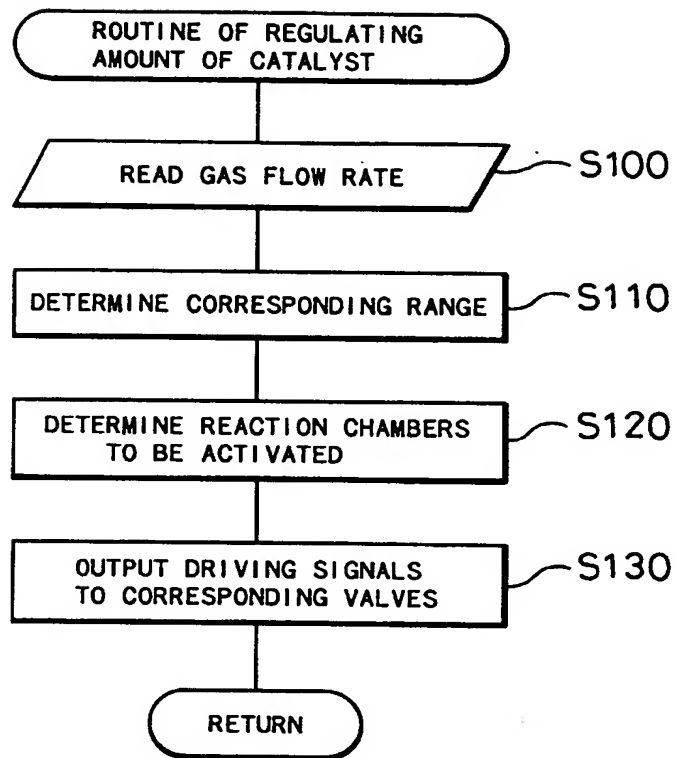 ROUTINE OF REGULATING
AMOUNT OF CATALYST
READ GAS FLOW RATE
S100
DETERMINE CORRESPONDING RANGE
S110
DETERMINE REACTION CHAMBERS
TO BE ACTIVATED
S120
OUTPUT DRIVING SIGNALS
TO CORRESPONDING VALVES
S130
RETURN